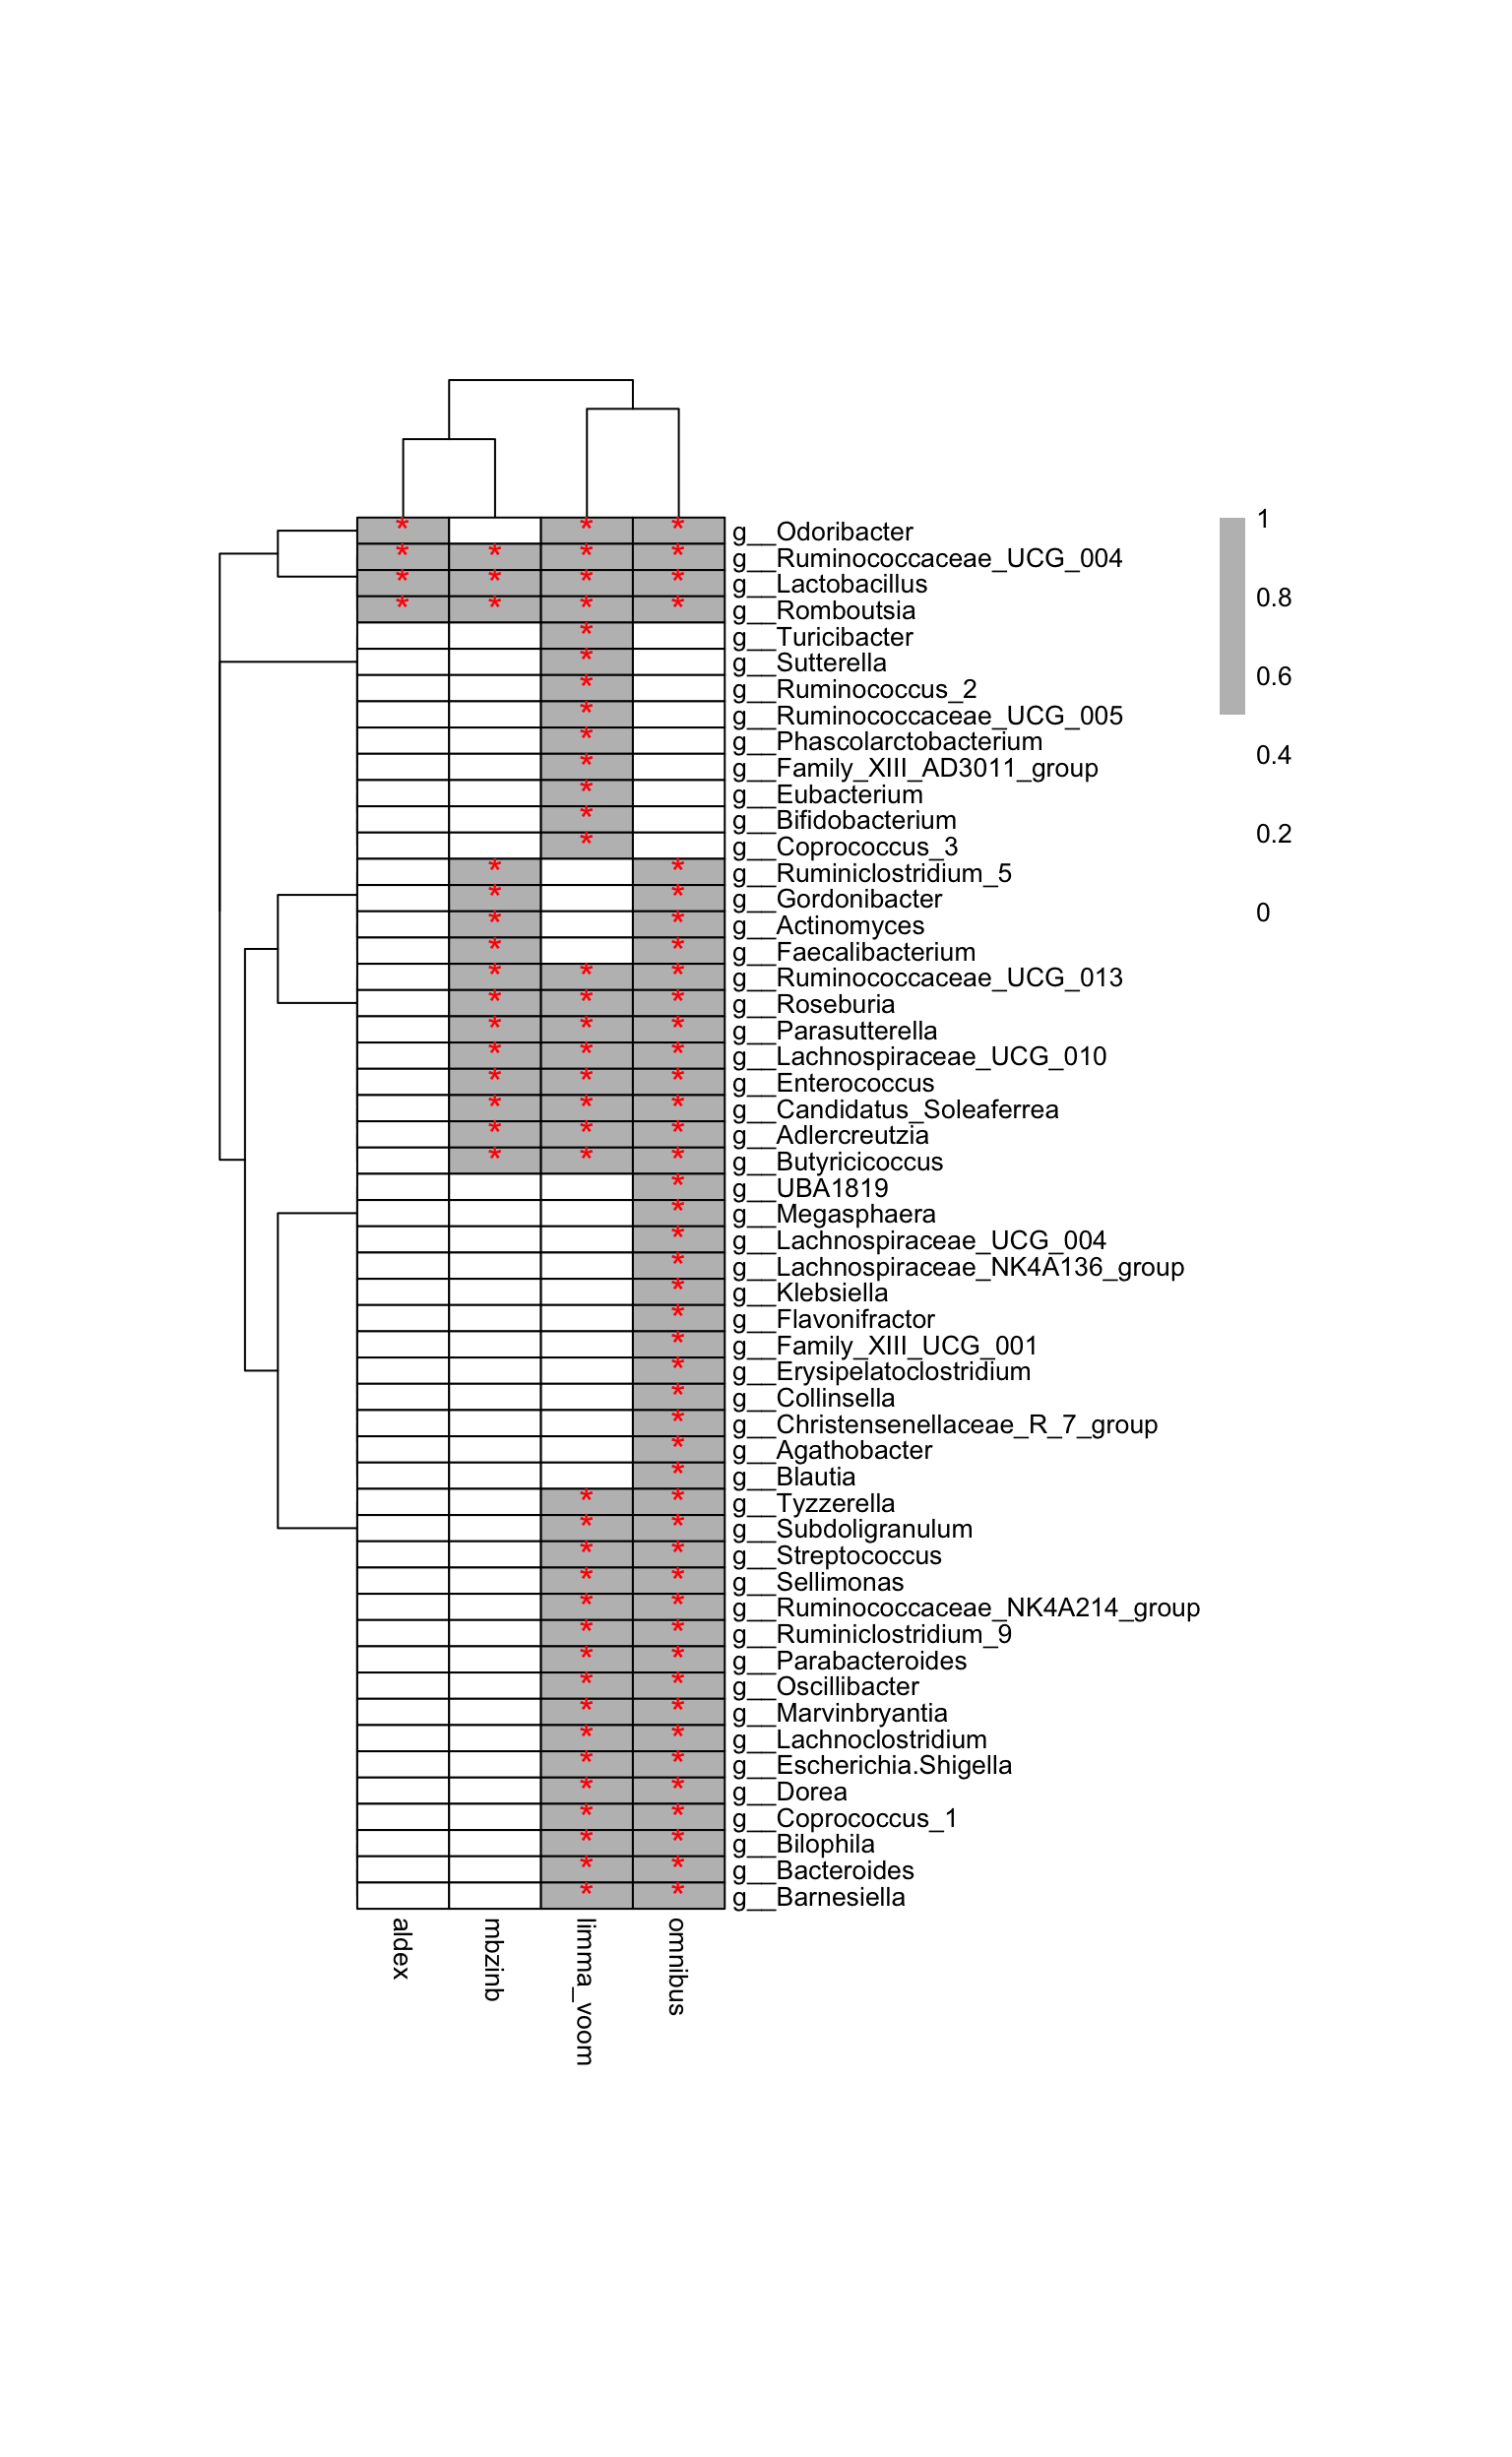 g__Odoribacter
g__Ruminococcaceae_UCG_004
g__Lactobacillus
g__Romboutsia
g__Turicibacter
g__Sutterella
g__Ruminococcus_2
g__Ruminococcaceae_UCG_005
g__Phascolarctobacterium
g__Family_XIII_AD3011_group
g__Eubacterium
g__Bifidobacterium
g__Coprococcus_3
g__Ruminiclostridium_5
g__Gordonibacter
g__Actinomyces
g__Faecalibacterium
g__Ruminococcaceae_UCG_013
g__Roseburia
g__Parasutterella
g__Lachnospiraceae_UCG_010
g__Enterococcus
g__Candidatus_Soleaferrea
g__Adlercreutzia
g__Butyricicoccus
g__UBA1819
g__Megasphaera
g__Lachnospiraceae_UCG_004
g__Lachnospiraceae_NK4A136_group
g__Klebsiella
g__Flavonifractor
g__Family_XIII_UCG_001
g__Erysipelatoclostridium
g__Collinsella
g__Christensenellaceae_R_7_group
g__Agathobacter
g__Blautia
g__Tyzzerella
g__Subdoligranulum
g__Streptococcus
g__Sellimonas
g__Ruminococcaceae_NK4A214_group
g__Ruminiclostridium_9
g__Parabacteroides
g__Oscillibacter
g__Marvinbryantia
g__Lachnoclostridium
g__Escherichia.Shigella
g__Dorea
g__Coprococcus_1
g__Bilophila
g__Bacteroides
g__Barnesiella
aldex
mbzinb
limma_voom
omnibus
1
0.8
0.6
0.4
0.2
0